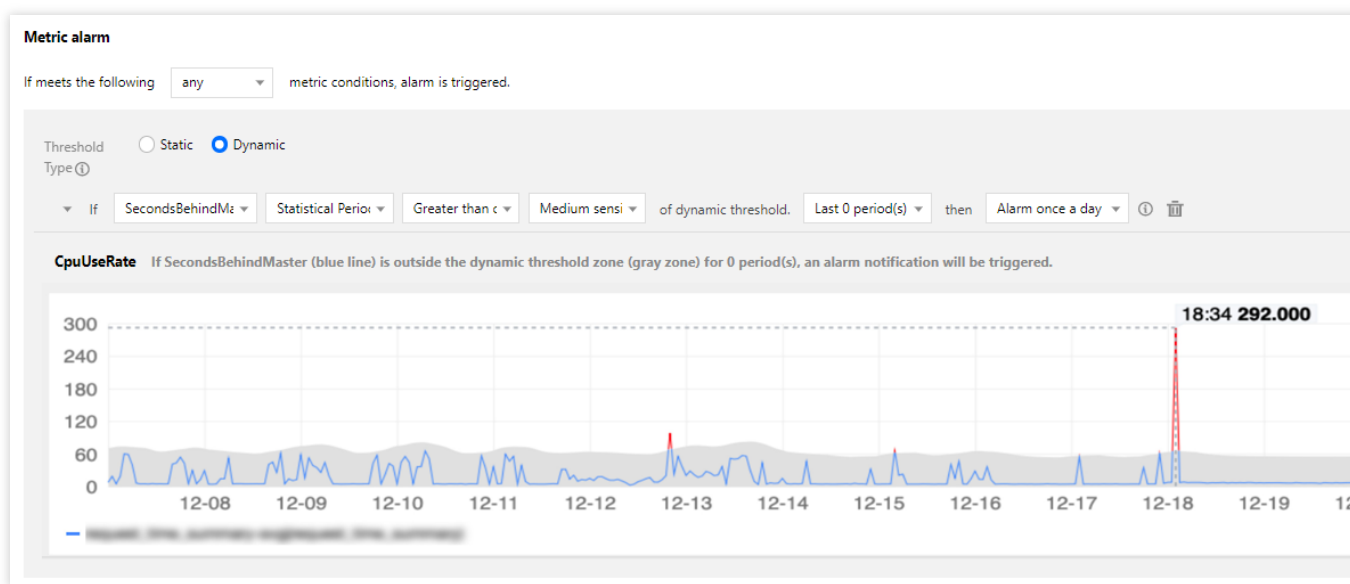 Metric alarm
If meets the following any metric conditions, alarm is triggered.
Threshold Type Static Dynamic
If SecondsBehindMa Statistical Perio Greater than c Medium sensi of dynamic threshold. Last 0 period(s) then Alarm once a day
CpuUseRate If SecondsBehindMaster (blue line) is outside the dynamic threshold zone (gray zone) for 0 period(s), an alarm notification will be triggered.
18:34 292.000
300
240
180
120
60
0
12-08 12-09 12-10 12-11 12-12 12-13 12-14 12-15 12-16 12-17 12-18 12-19 12